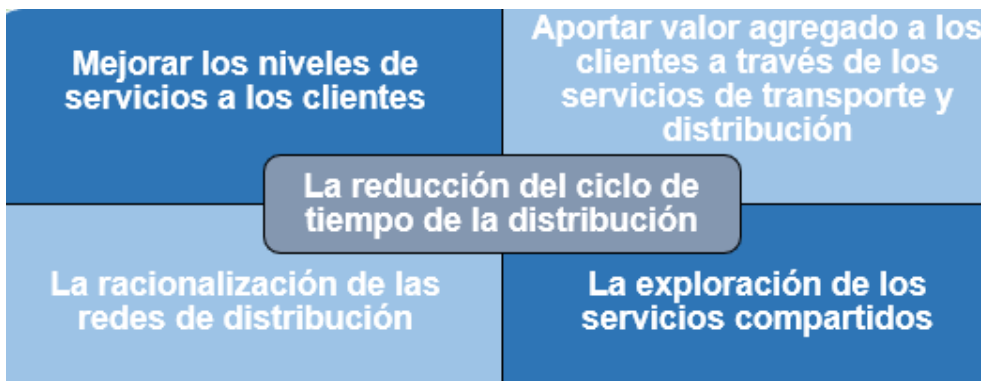 Mejorar los niveles de
servicios a los clientes
Aportar valor agregado a los
clientes a través de los
servicios de transporte y
distribución
La reducción del ciclo de
tiempo de la distribución
La racionalización de las
redes de distribución
La exploración de los
servicios compartidos